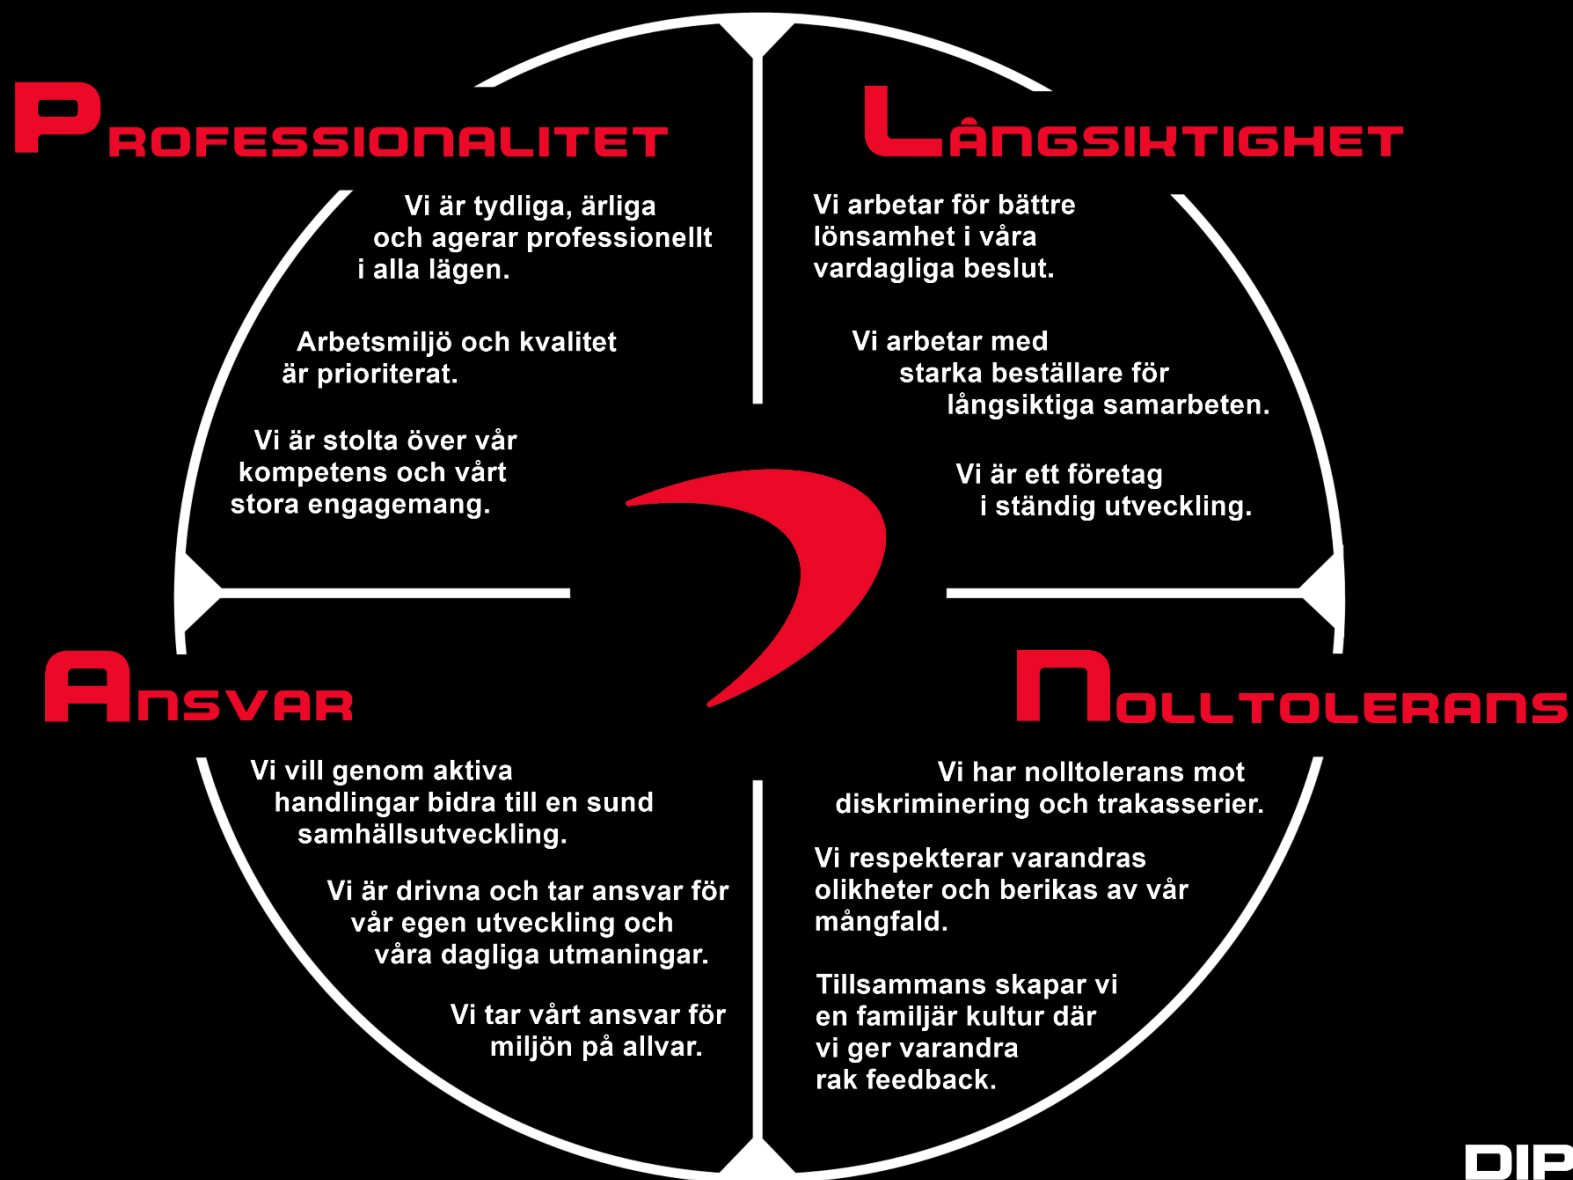 PROFESSIONALITET
Vi är tydliga, ärliga
och agerar professionellt
i alla lägen.
Arbetsmiljö och kvalitet
är prioriterat.
Vi är stolta över vår
kompetens och vårt
stora engagemang.
LÅNGSIKTIGHET
Vi arbetar för bättre
lönsamhet i våra
vardagliga beslut.
Vi arbetar med
starka beställare för
långsiktiga samarbeten.
Vi är ett företag
i ständig utveckling.
ANSVAR
Vi vill genom aktiva
handlingar bidra till en sund
samhällsutveckling.
Vi är drivna och tar ansvar för
vår egen utveckling och
våra dagliga utmaningar.
Vi tar vårt ansvar för
miljön på allvar.
NOLLTOLERANS
Vi har nolltolerans mot
diskriminering och trakasserier.
Vi respekterar varandras
olikheter och berikas av vår
mångfald.
Tillsammans skapar vi
en familjär kultur där
vi ger varandra
rak feedback.
DIP